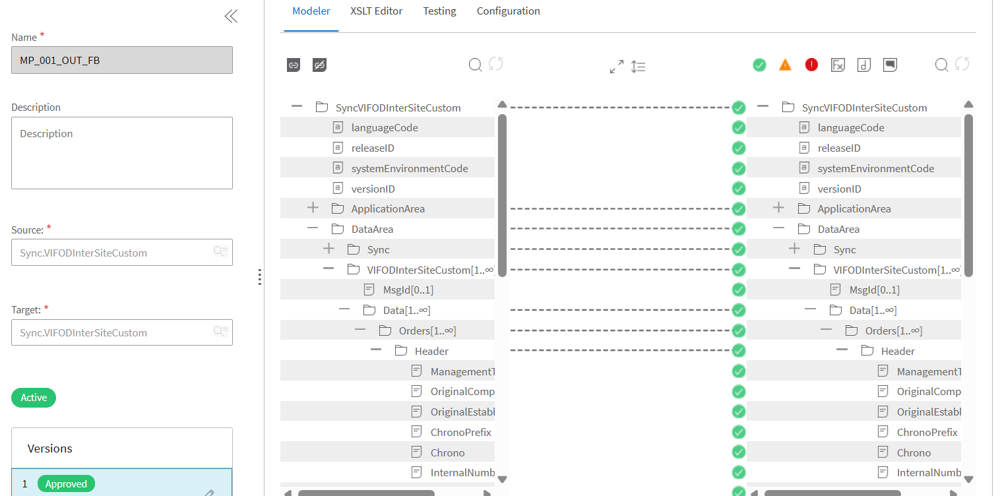 Name *
MP_001_OUT_FB
Description
Description
Source: *
Sync.VIFODInterSiteCustom
Target: *
Sync.VIFODInterSiteCustom
Active
Versions
1 Approved
Modeler XSLT Editor Testing Configuration
SyncVIFODInterSiteCustom
languageCode
releaseID
systemEnvironmentCode
versionID
ApplicationArea
DataArea
Sync
VIFODInterSiteCustom[1..∞]
MsgId[0..1]
Data[1..∞]
Orders[1..∞]
Header
ManagementT
OriginalComp
OriginalEstabl
ChronoPrefix
Chrono
InternalNumb
SyncVIFODInterSiteCustom
languageCode
releaseID
systemEnvironmentCode
versionID
ApplicationArea
DataArea
Sync
VIFODInterSiteCustom[1..∞]
MsgId[0..1]
Data[1..∞]
Orders[1..∞]
Header
ManagementT
OriginalComp
OriginalEstabl
ChronoPrefix
Chrono
InternalNumb